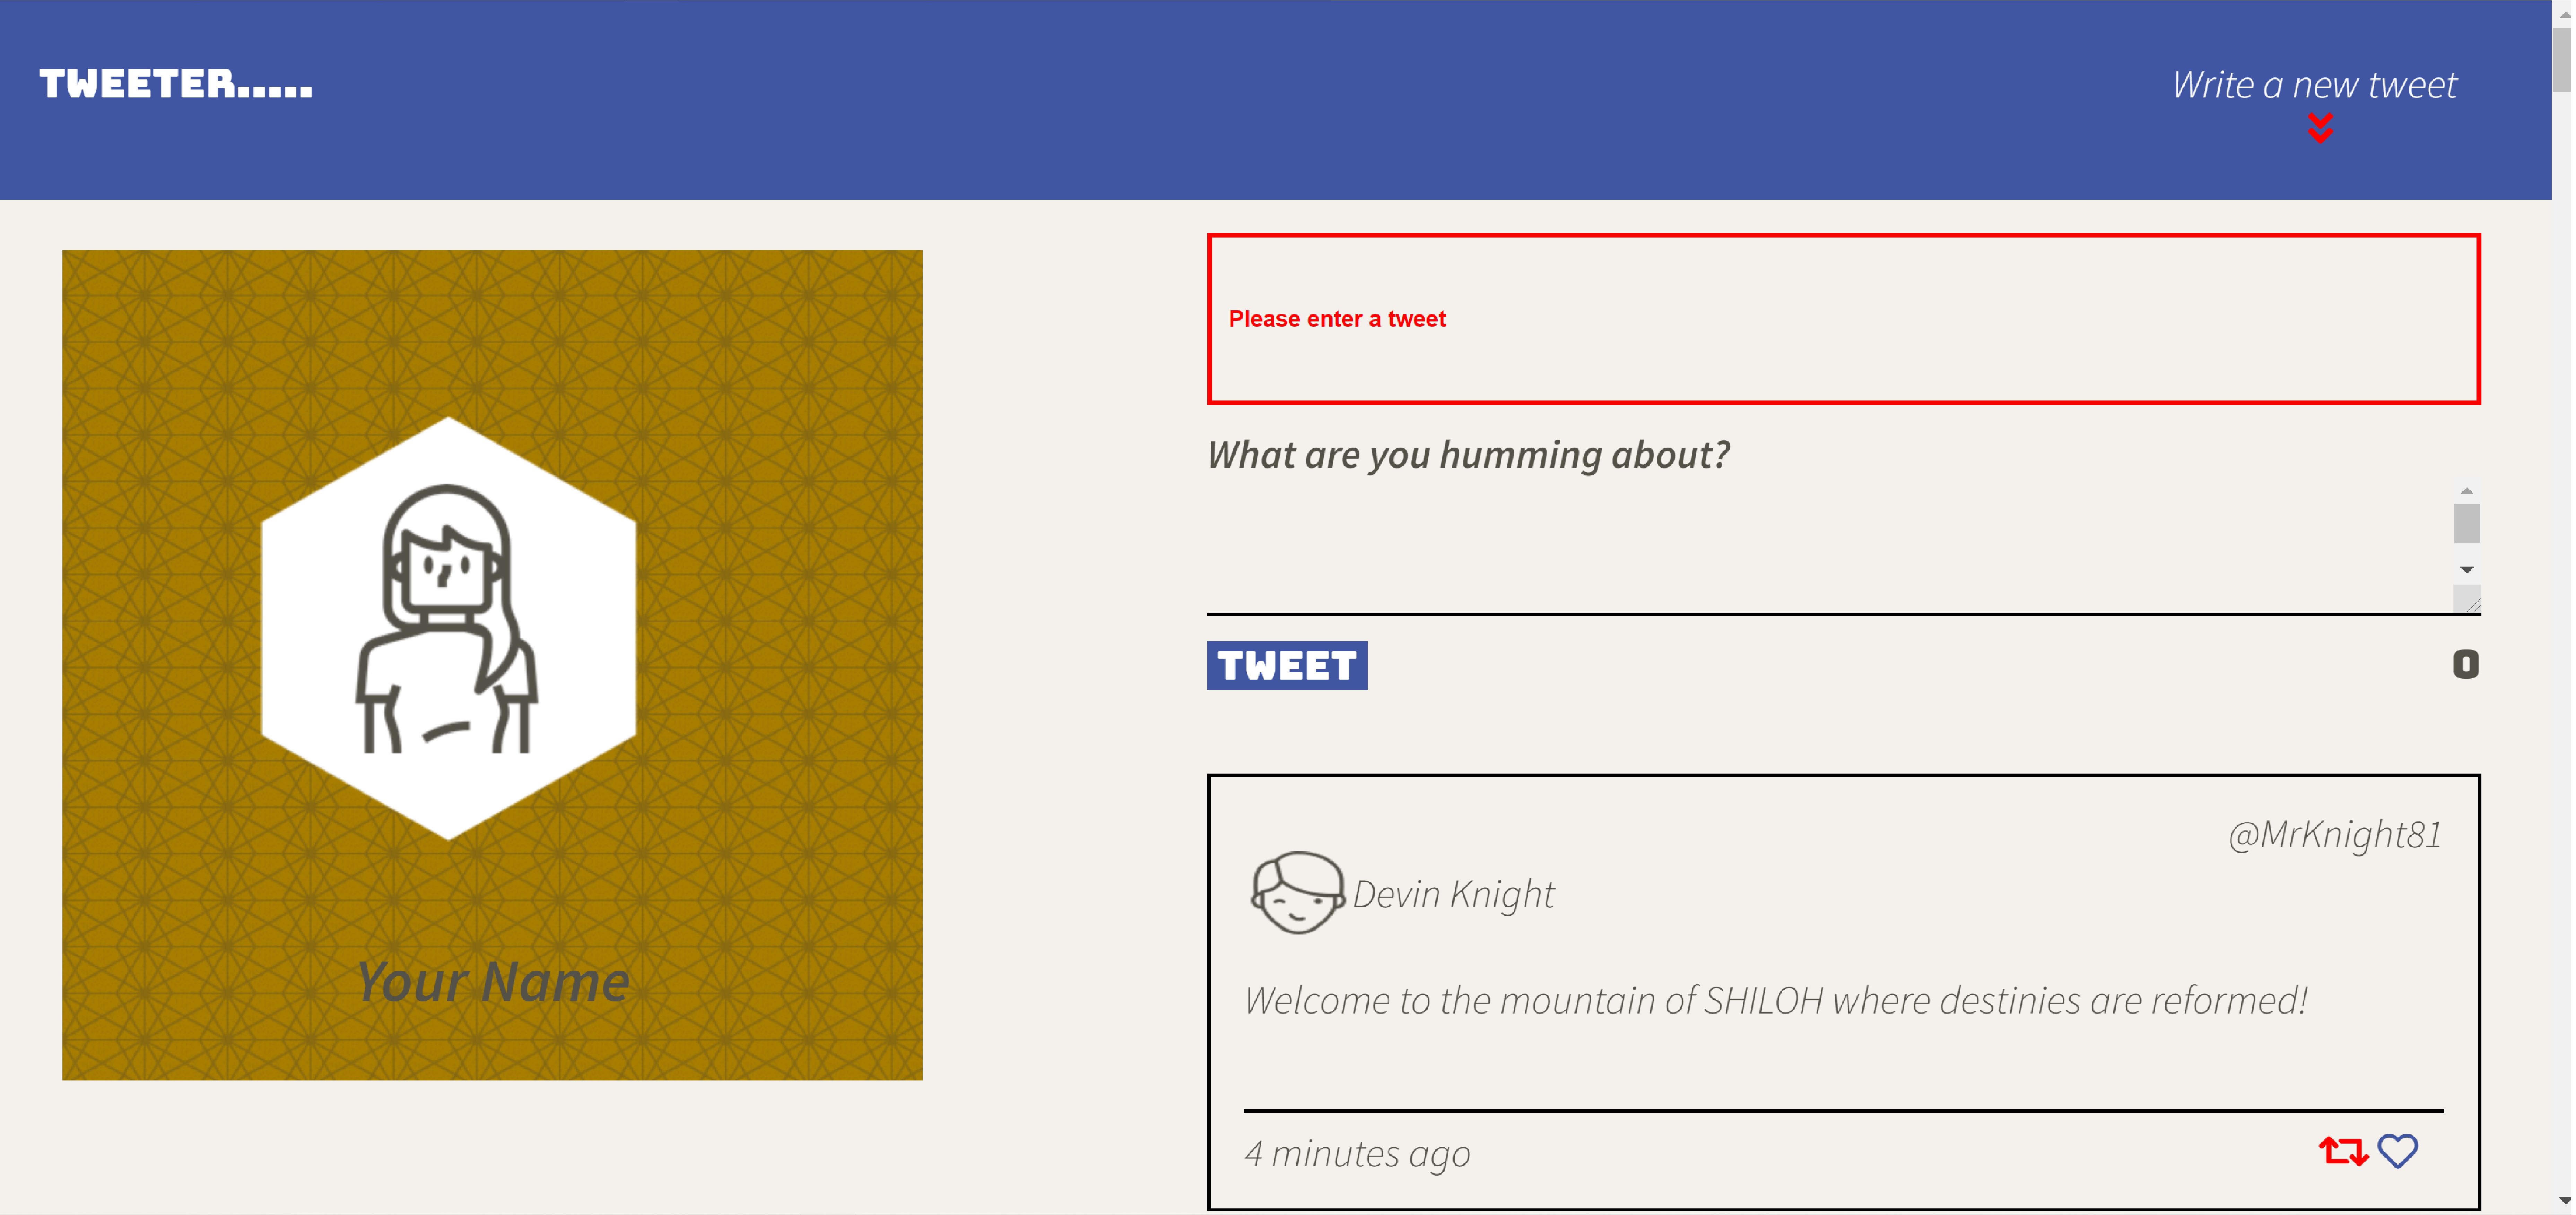 TWEETER.....
Write a new tweet
Please enter a tweet
What are you humming about?
TWEET
0
Your Name
@MrKnight81
Devin Knight
Welcome to the mountain of SHILOH where destinies are reformed!
4 minutes ago